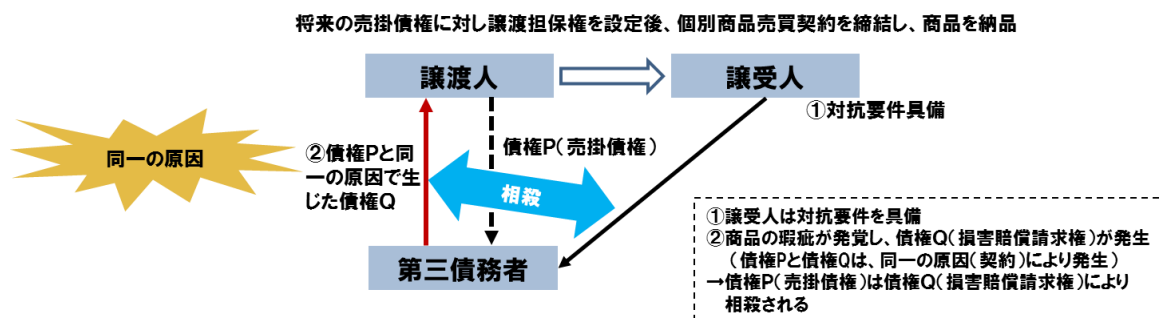 将来の売掛債権に対し譲渡担保権を設定後、個別商品売買契約を締結し、商品を納品
譲渡人
譲受人
①対抗要件具備
同一の原因
②債権Pと同
一の原因で生
じた債権Q
債権P(売掛債権)
相殺
第三債務者
①譲受人は対抗要件を具備
②商品の瑕疵が発覚し、債権Q(損害賠償請求権)が発生
(債権Pと債権Qは、同一の原因(契約)により発生)
→債権P(売掛債権)は債権Q(損害賠償請求権)により
相殺される